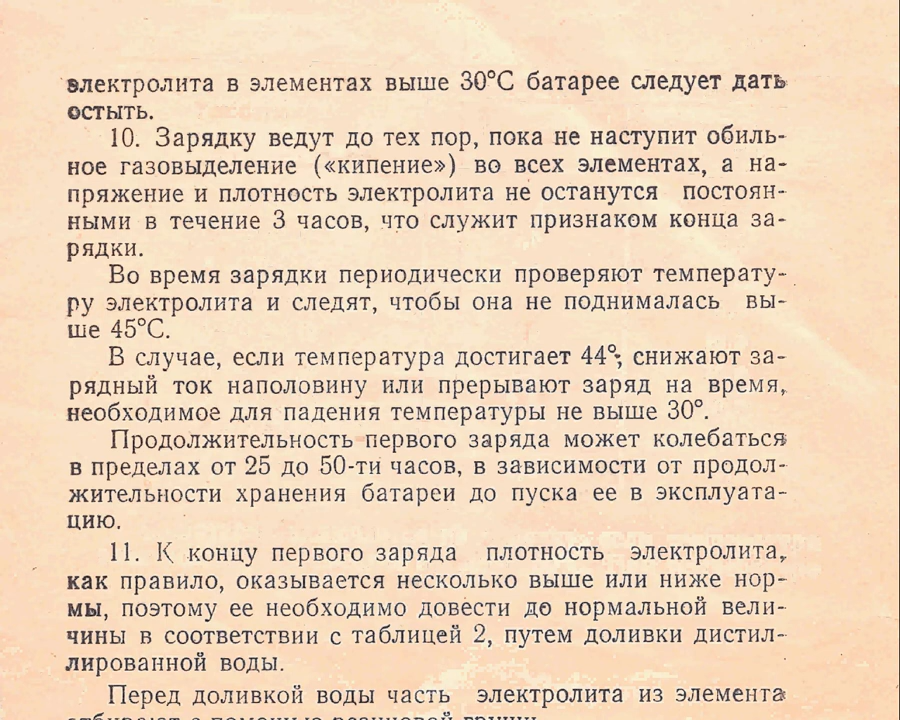 электролита в элементах выше 30°С батарее следует дать
остыть.
10. Зарядку ведут до тех пор, пока не наступит обиль-
ное газовыделение («кипение») во всех элементах, а на-
пряжение и плотность электролита не останутся постоян-
ными в течение 3 часов, что служит признаком конца за-
рядки.
Во время зарядки периодически проверяют температу-
ру электролита и следят, чтобы она не поднималась вы-
ше 45°С.
В случае, если температура достигает 44°, снижают за-
рядный ток наполовину или прерывают заряд на время,
необходимое для падения температуры не выше 30°.
Продолжительность первого заряда может колебаться
в пределах от 25 до 50-ти часов, в зависимости от продол-
жительности хранения батареи до пуска ее в эксплуата-
цию.
11. К концу первого заряда плотность электролита,
как правило, оказывается несколько выше или ниже нор-
мы, поэтому ее необходимо довести до нормальной вели-
чины в соответствии с таблицей 2, путем доливки дистил-
лированной воды.
Перед доливкой воды часть электролита из элемента
отбирают с помощью резиновой груши.